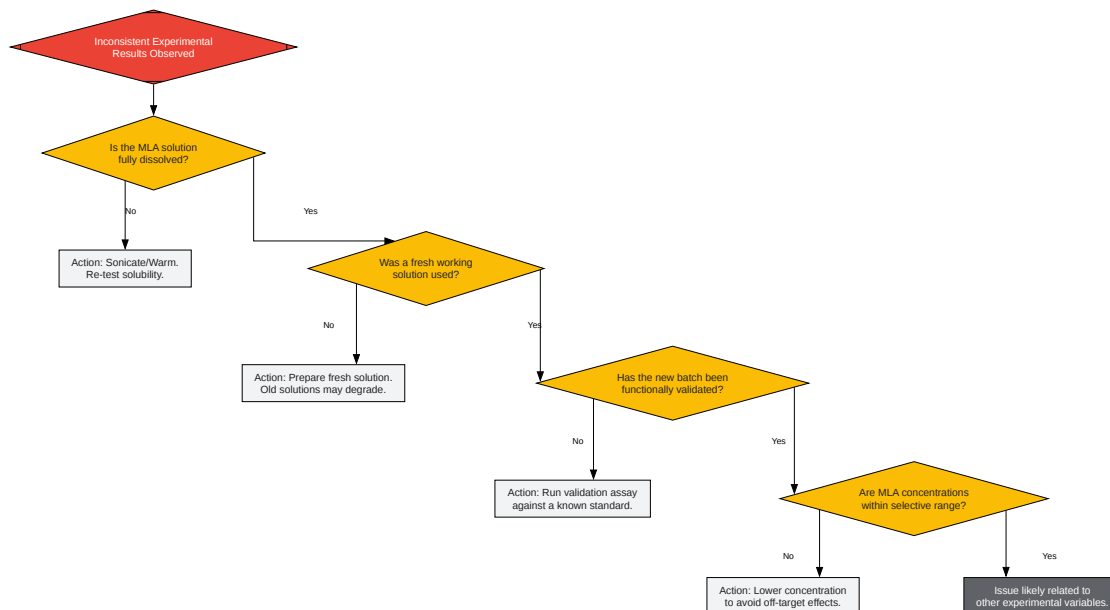 Inconsistent Experimental
Results Observed
Is the MLA solution
fully dissolved?
No
Yes
Action: Sonicate/Warm.
Re-test solubility.
Was a fresh working
solution used?
No
Yes
Action: Prepare fresh solution.
Old solutions may degrade.
Has the new batch been
functionally validated?
No
Yes
Action: Run validation assay
against a known standard.
Are MLA concentrations
within selective range?
No
Yes
Action: Lower concentration
to avoid off-target effects.
Issue likely related to
other experimental variables.